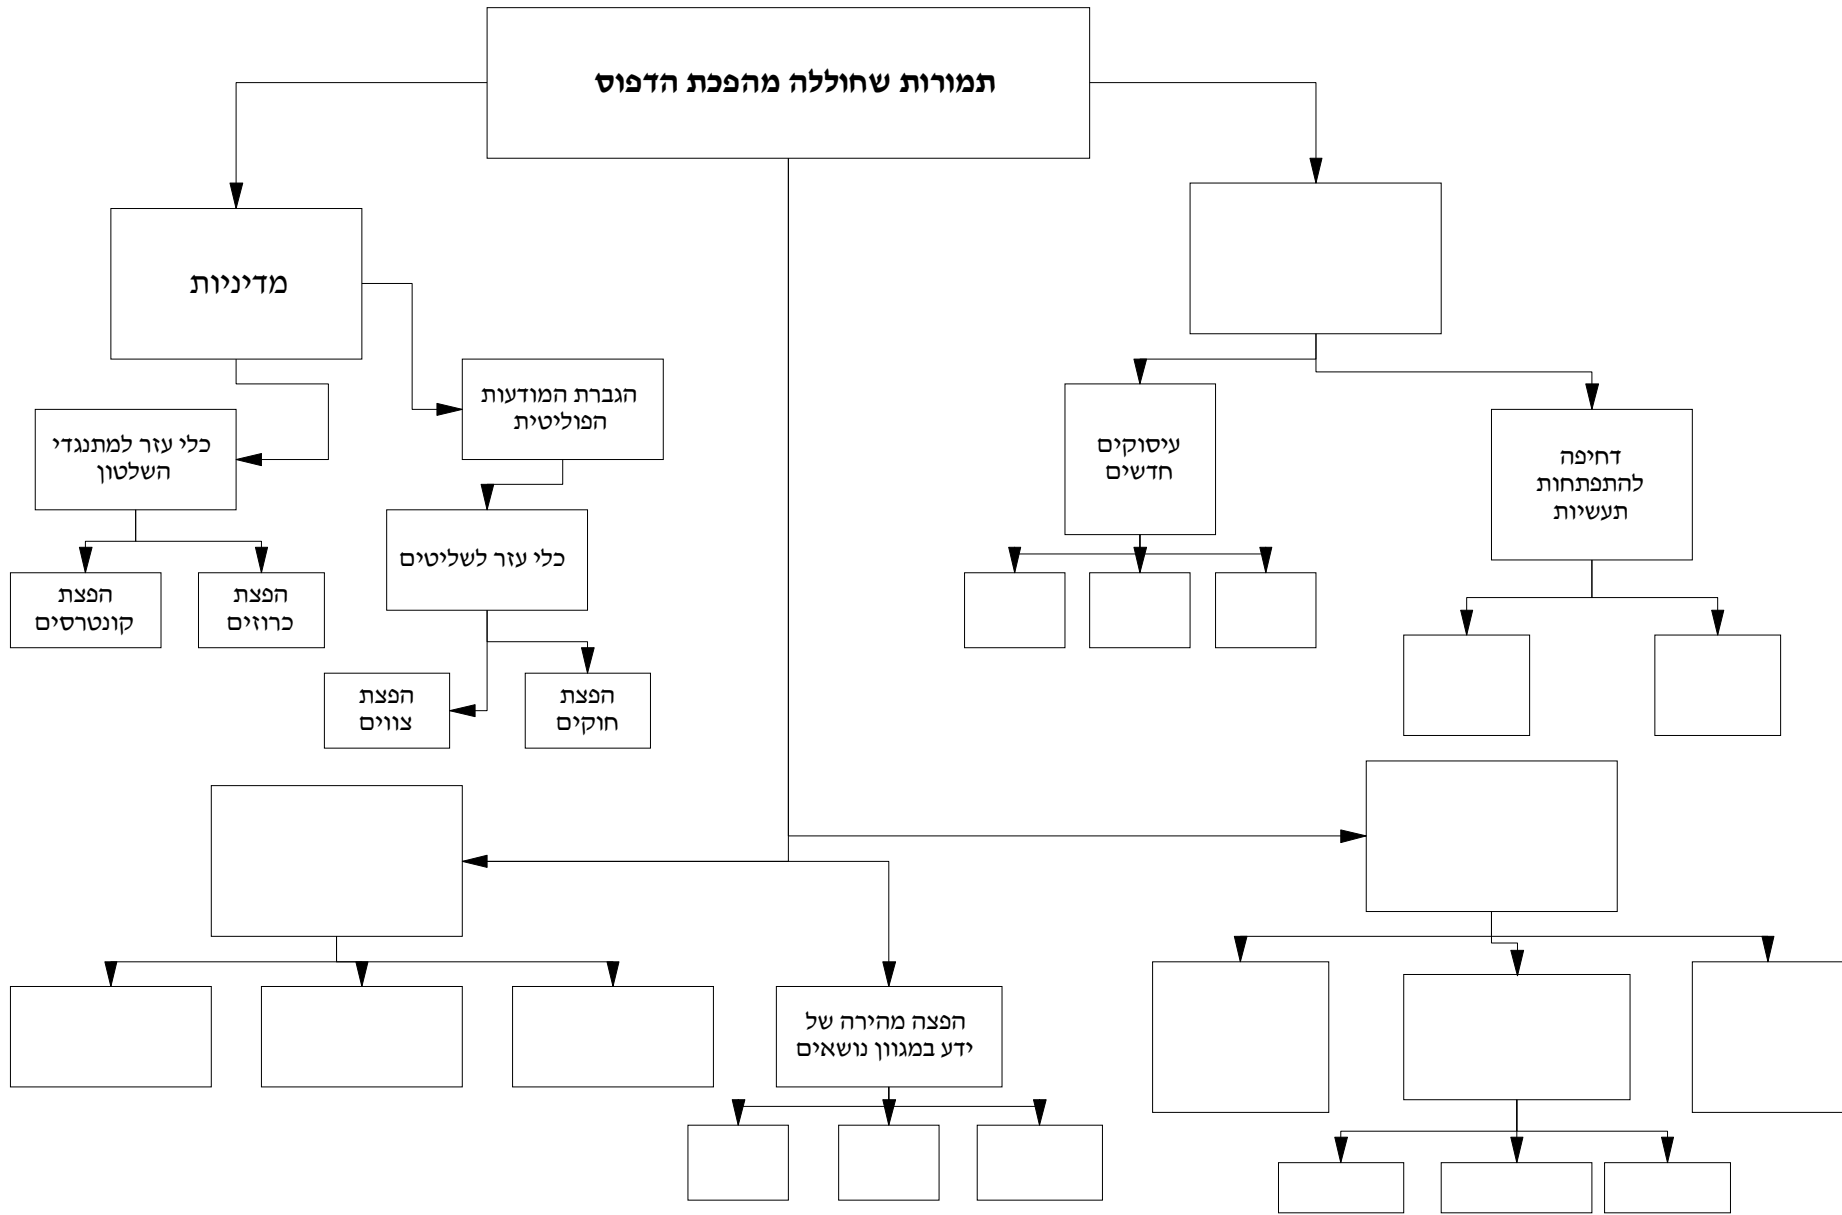 תמורות שחוללה מהפכת הדפוס
מדיניות
הגברת המודעות
הפוליטית
כלי עזר למתנגדי
השלטון
עיסוקים
חדשים
דחיפה
להתפתחות
תעשיות
כלי עזר לשליטים
הפצת
כרוזים
הפצת
קונטרסים
הפצת
חוקים
הפצת
צווים
הפצה מהירה של
ידע במגוון נושאים